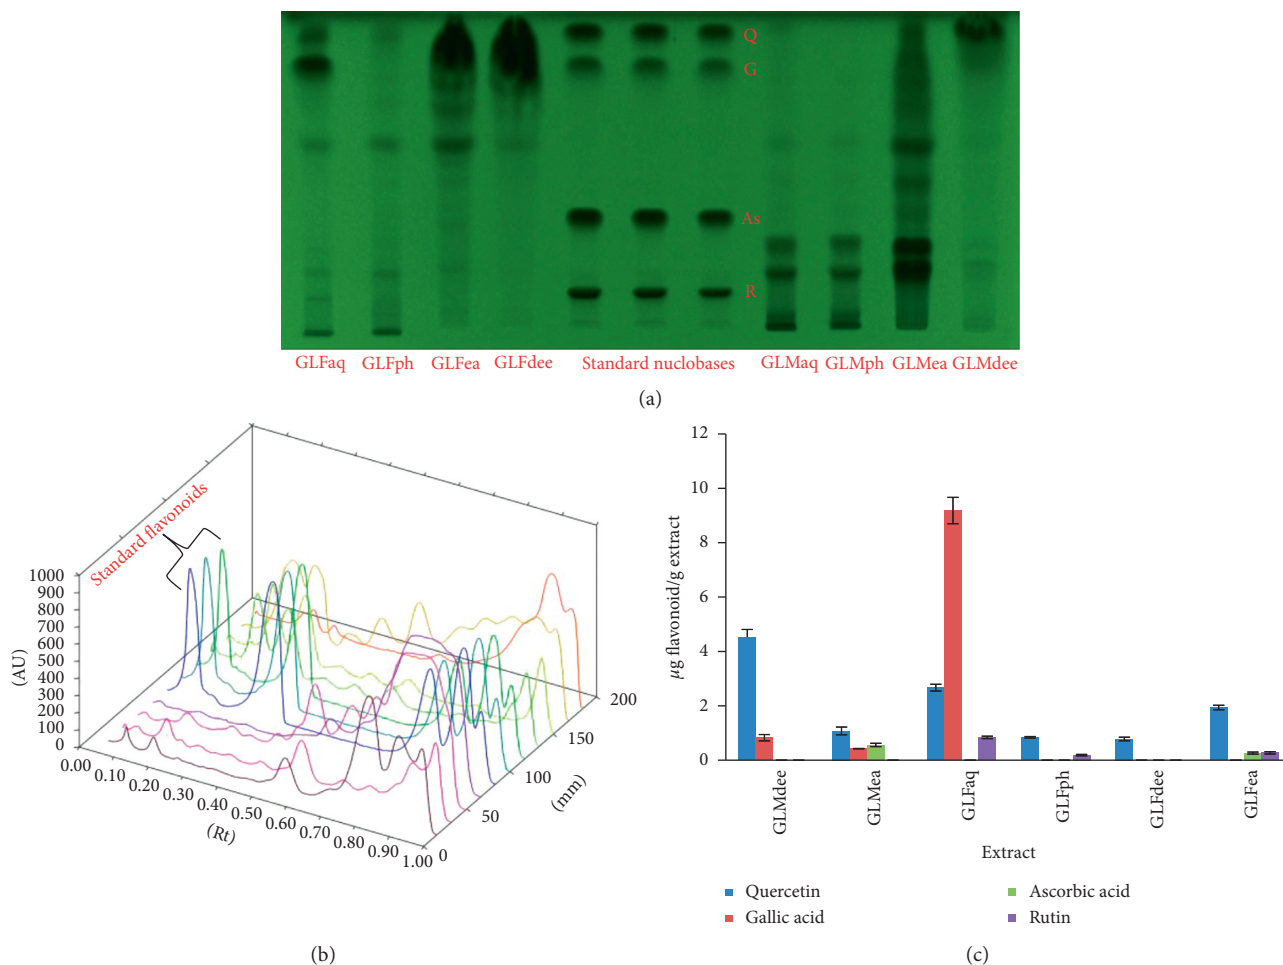 Q
G
As
R
GLFaq GLFph GLFea GLFdee Standard nuclobases GLMaq GLMph GLMea GLMdee
(a)
Standard flavonoids
1000
900
800
700
600
500
400
300
200
100
0
(AU)
0.00 0.10 0.20 0.30 0.40 0.50 0.60 0.70 0.80 0.90 1.00
(Rt)
0 50 100 150 200
(mm)
(b)
12
10
8
6
4
2
0
μg flavonoid/g extract
GLMdee GLMea GLFaq GLFph GLFdee GLFea
Extract
Quercetin
Gallic acid
Ascorbic acid
Rutin
(c)